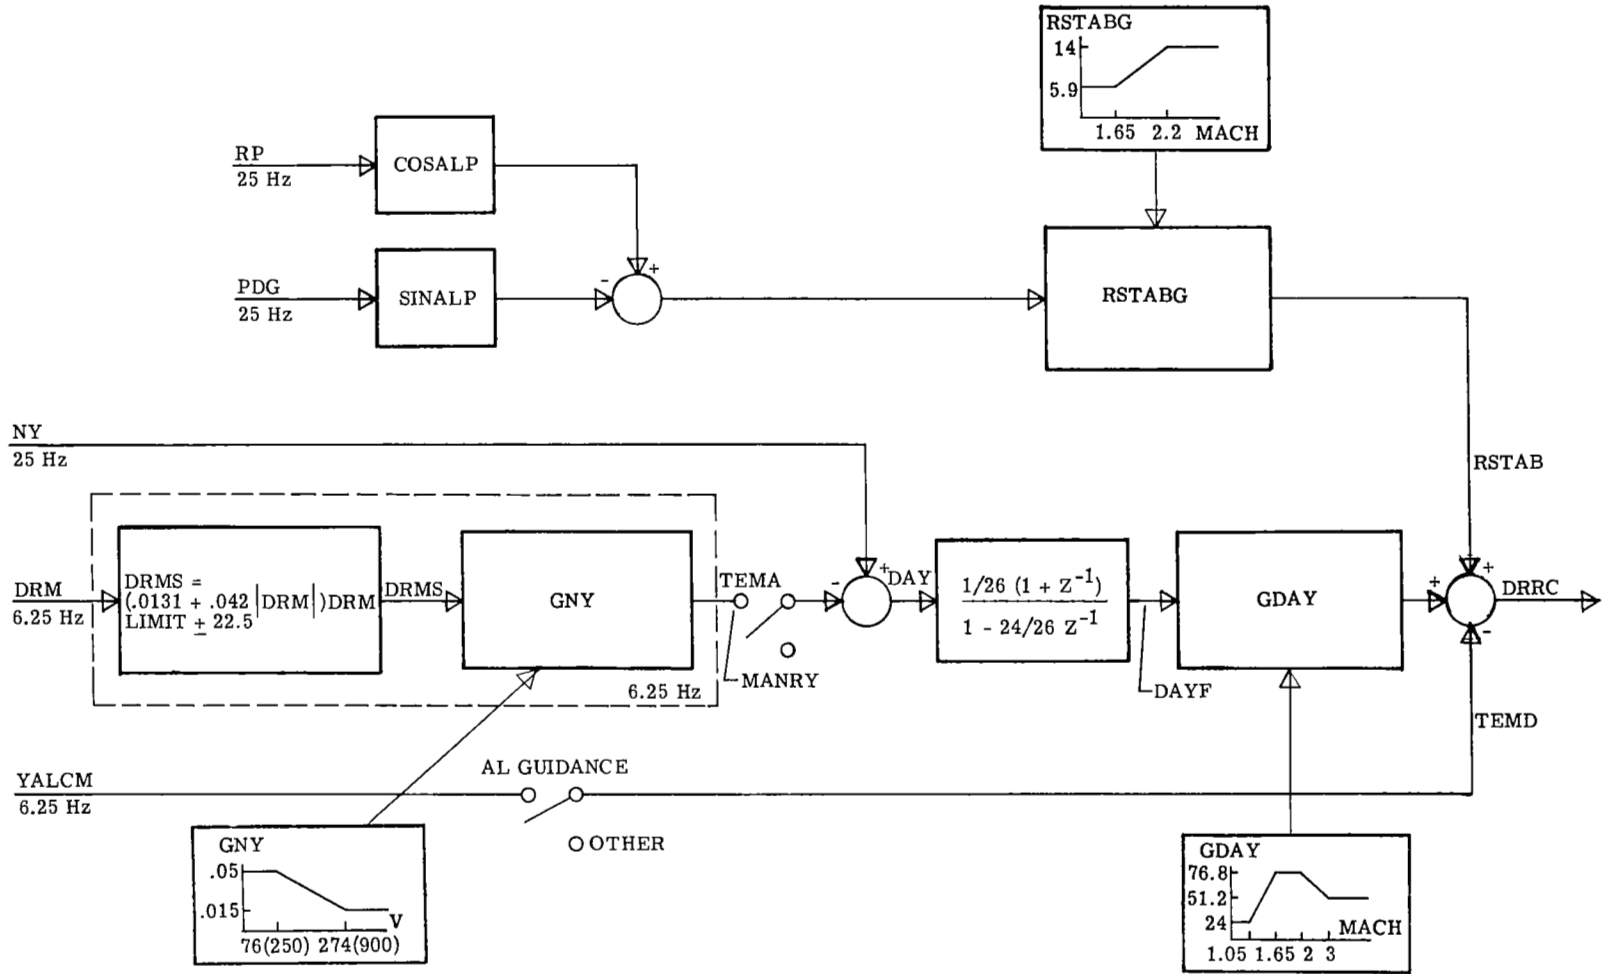 RSTABG
14
5.9
1.65 2.2 MACH
RP
25 Hz
COSALP
+
PDG
25 Hz
SINALP
-
RSTABG
NY
25 Hz
RSTAB
DRM
6.25 Hz
DRMS =
(.0131 + .042 |DRM|)DRM
LIMIT ± 22.5
DRMS
GNY
6.25 Hz
TEMA
MANRY
-
+
DAY
1/26 (1 + Z⁻¹)
1 - 24/26 Z⁻¹
DAYF
GDAY
+
+
-
DRRC
TEMD
YALCM
6.25 Hz
AL GUIDANCE
OTHER
GNY
.05
.015
V
76(250) 274(900)
GDAY
76.8
51.2
24
MACH
1.05 1.65 2 3